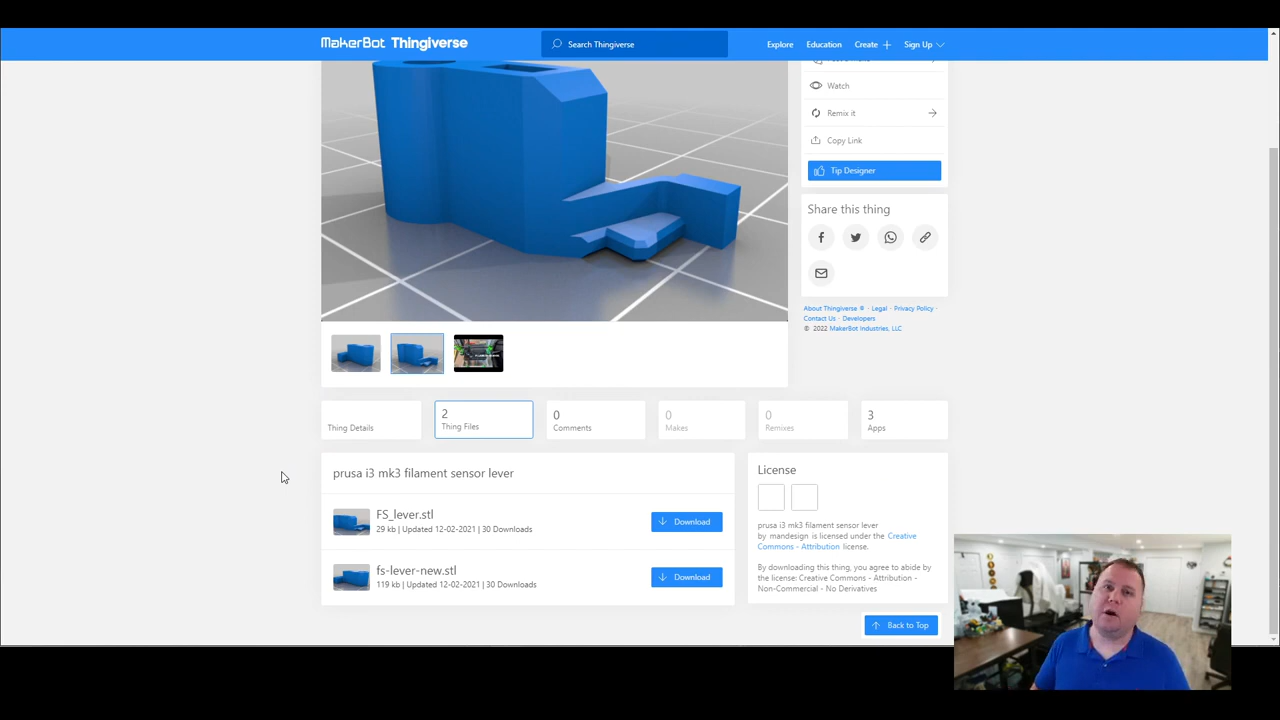 MakerBot Thingiverse
Search Thingiverse
Explore
Education
Create
Sign Up
Watch
Remix it
Copy Link
Tip Designer
Share this thing
About Thingiverse ® · Legal · Privacy Policy ·
Contact Us · Developers
© 2022 MakerBot Industries, LLC
Thing Details
2
Thing Files
0
Comments
0
Makes
0
Remixes
3
Apps
prusa i3 mk3 filament sensor lever
FS_lever.stl
29 kb | Updated 12-02-2021 | 30 Downloads
Download
fs-lever-new.stl
119 kb | Updated 12-02-2021 | 30 Downloads
Download
License
prusa i3 mk3 filament sensor lever
by mandesign is licensed under the Creative
Commons - Attribution license.
By downloading this thing, you agree to abide by
the license: Creative Commons - Attribution -
Non-Commercial - No Derivatives
Back to Top